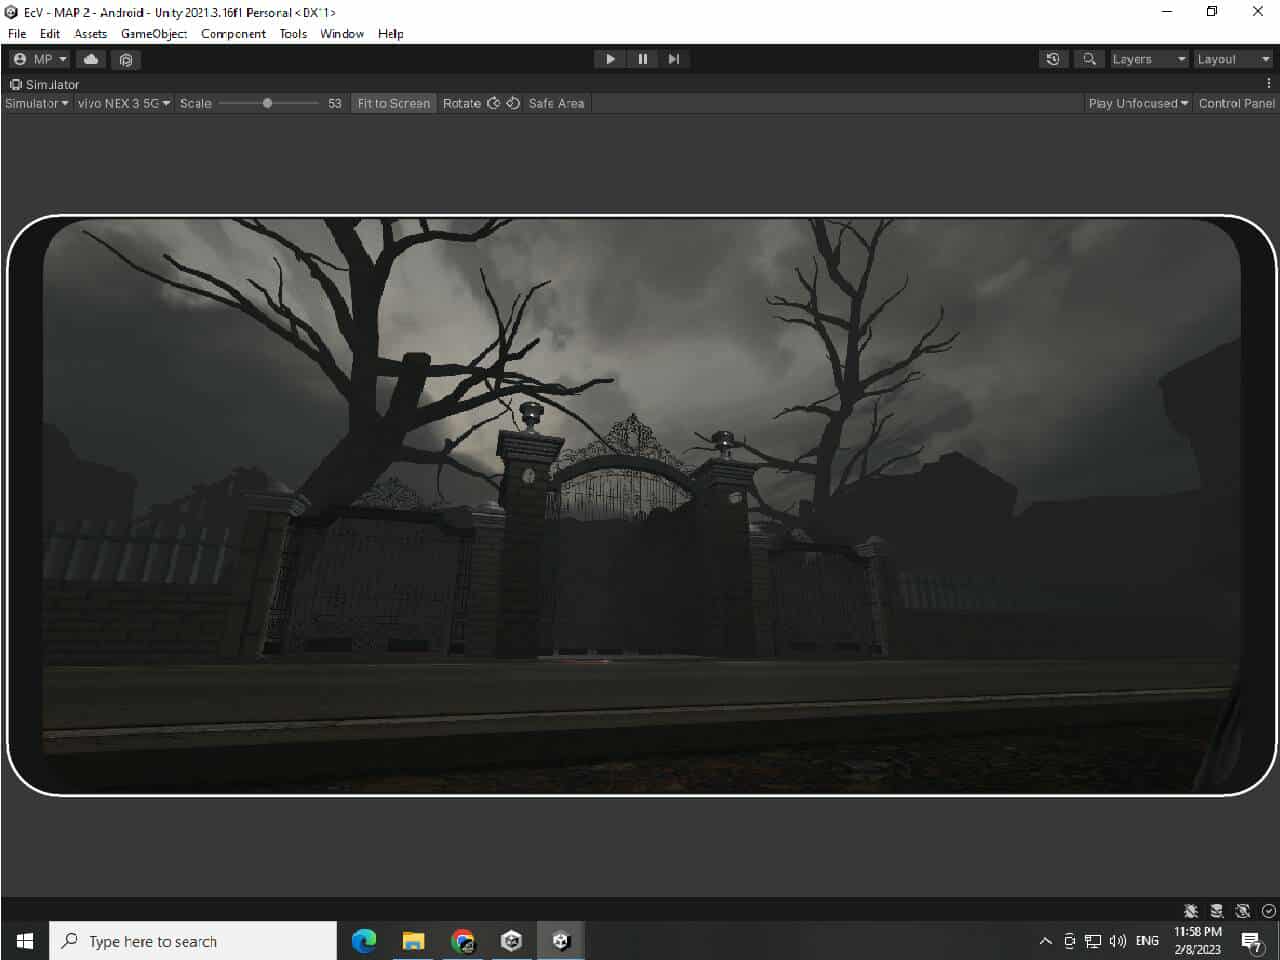 EcV - MAP 2 - Android - Unity 2021.3.16f1 Personal <DX11>
File Edit Assets GameObject Component Tools Window Help
MP Layers Layout
Simulator
Simulator vivo NEX 3 5G Scale 53 Fit to Screen Rotate Safe Area Play Unfocused Control Panel
Type here to search
ENG
11:58 PM
2/8/2023
7